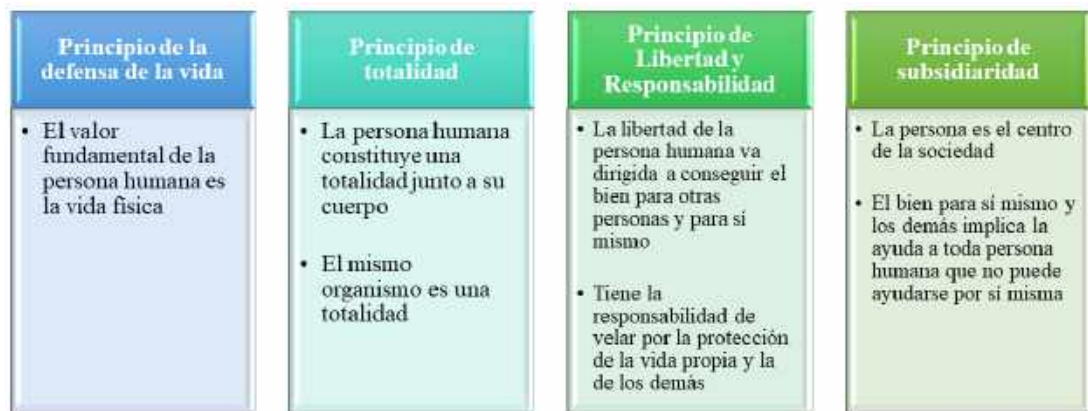 Principio de la
defensa de la vida
• El valor
fundamental de la
persona humana es
la vida física
Principio de
totalidad
• La persona humana
constituye una
totalidad junto a su
cuerpo
• El mismo
organismo es una
totalidad
Principio de
Libertad y
Responsabilidad
• La libertad de la
persona humana va
dirigida a conseguir el
bien para otras
personas y para sí
mismo
• Tiene la
responsabilidad de
velar por la protección
de la vida propia y la
de los demás
Principio de
subsidiaridad
• La persona es el centro
de la sociedad
• El bien para sí mismo y
los demás implica la
ayuda a toda persona
humana que no puede
ayudarse por sí misma